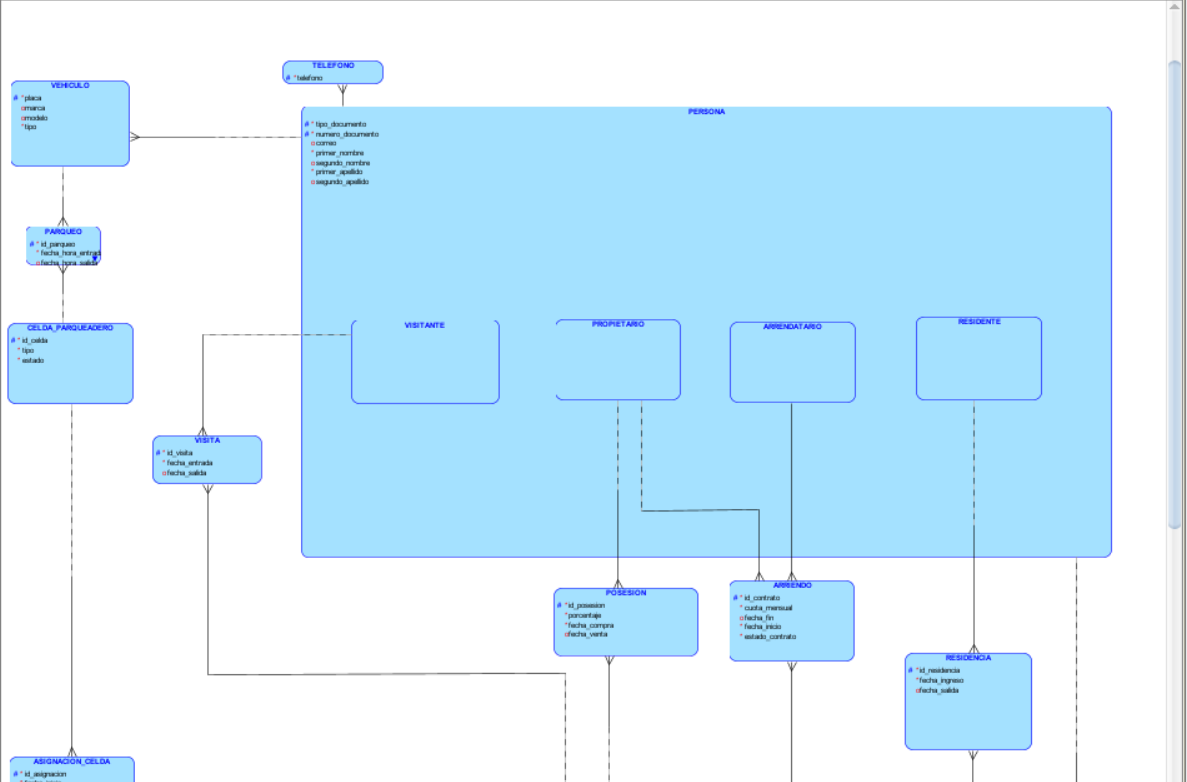 TELEFONO
# * telefono
VEHICULO
# * placa
o marca
o modelo
* tipo
PERSONA
# * tipo_documento
# * numero_documento
o correo
* primer_nombre
o segundo_nombre
* primer_apellido
o segundo_apellido
PARQUEO
# * id_parqueo
* fecha_hora_entrad
o fecha_hora_salida
CELDA_PARQUEADERO
# * id_celda
* tipo
* estado
VISITANTE
PROPIETARIO
ARRENDATARIO
RESIDENTE
VISITA
# * id_visita
* fecha_entrada
o fecha_salida
POSESION
# * id_posesion
* porcentaje
* fecha_compra
o fecha_venta
ARRIENDO
# * id_contrato
* cuota_mensual
o fecha_fin
* fecha_inicio
* estado_contrato
RESIDENCIA
# * id_residencia
* fecha_ingreso
o fecha_salida
ASIGNACION_CELDA
# * id_asignacion